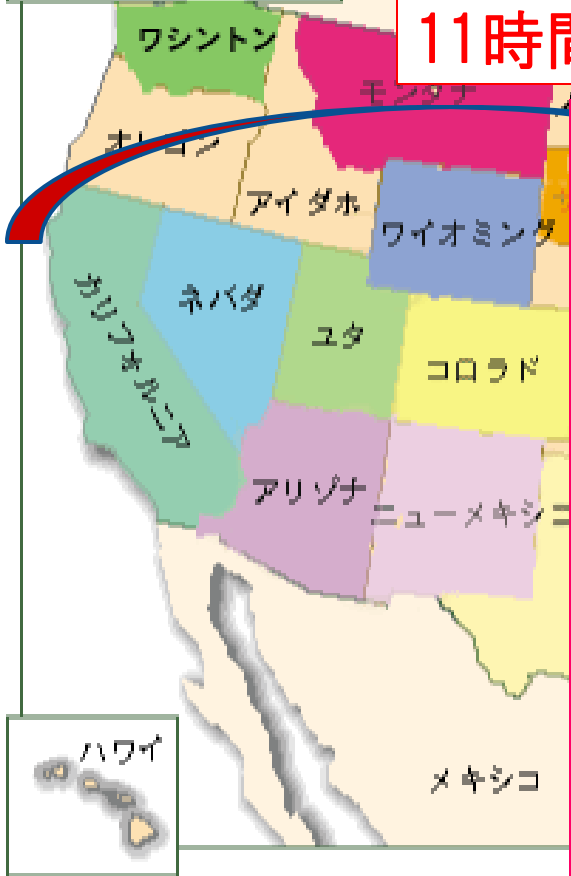 11時間
ワシントン
モンタナ
オレゴン
アイダホ
ワイオミング
ネバダ
カリフォルニア
ユタ
コロラド
アリゾナ
ニューメキシコ
ハワイ
メキシコ